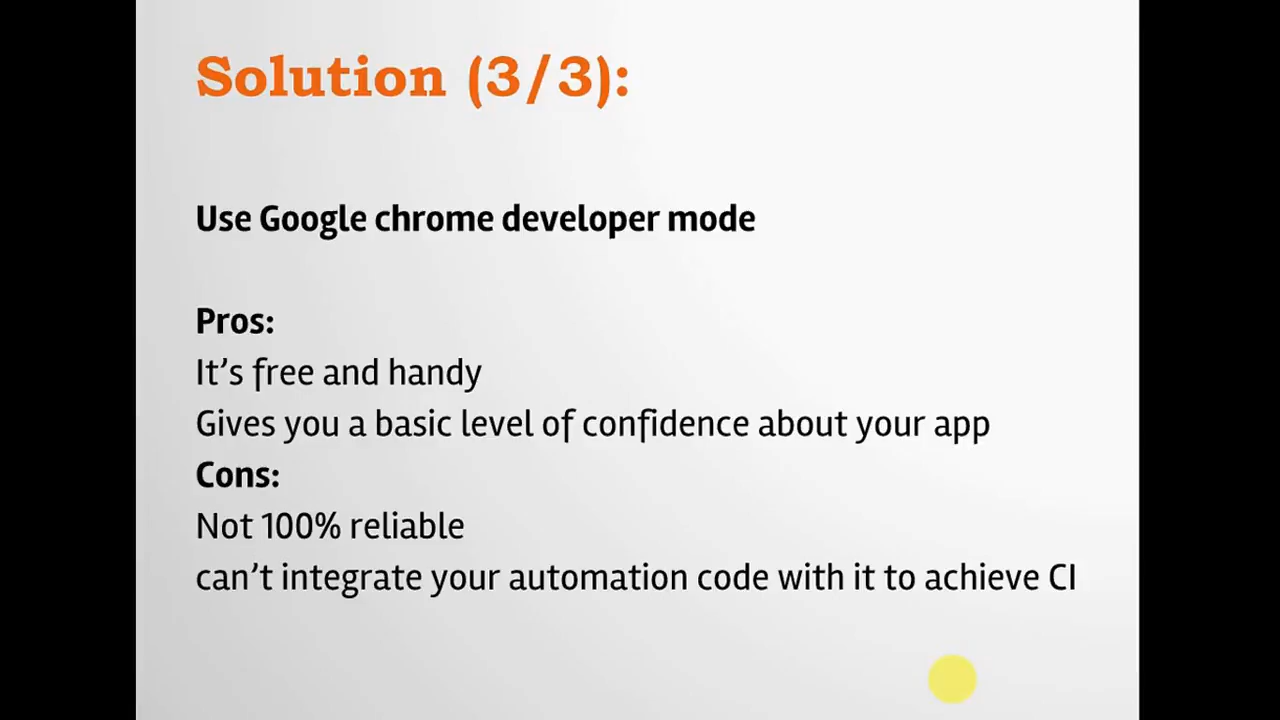 Solution (3/3):
Use Google chrome developer mode
Pros:
It’s free and handy
Gives you a basic level of confidence about your app
Cons:
Not 100% reliable
can’t integrate your automation code with it to achieve CI